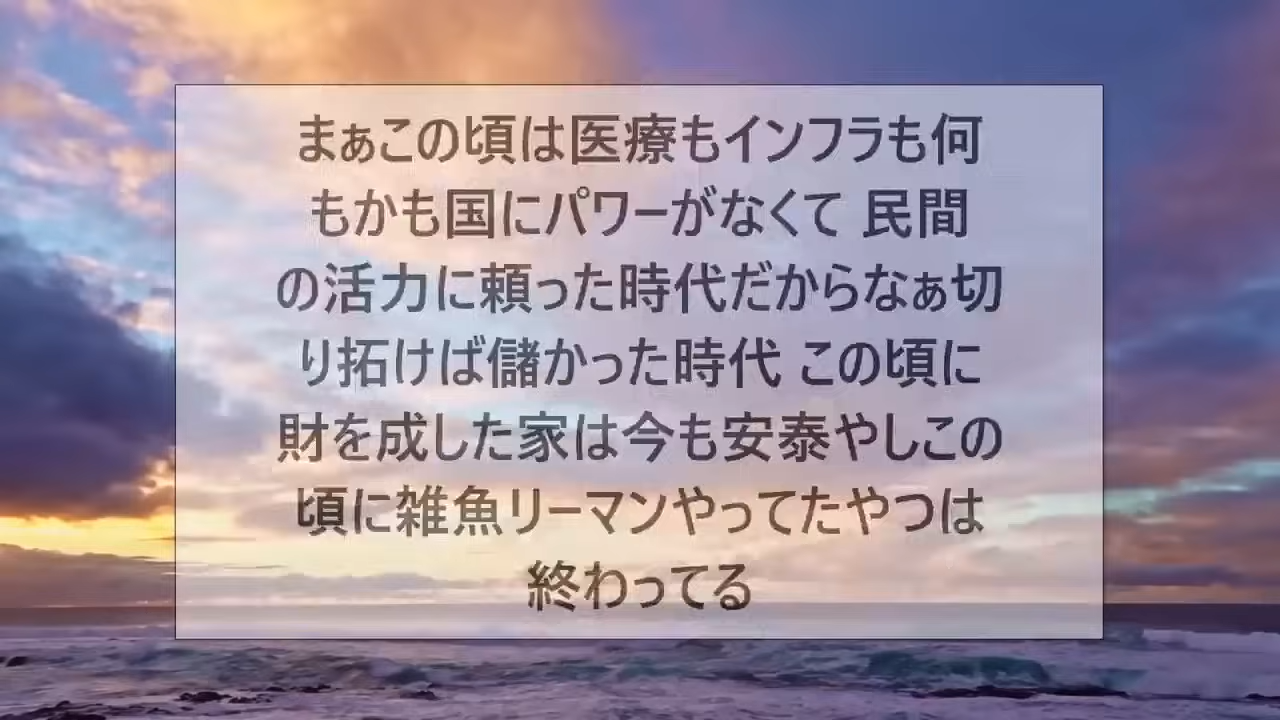 まぁこの頃は医療もインフラも何
もかも国にパワーがなくて 民間
の活力に頼った時代だからなぁ切
り拓けば儲かった時代 この頃に
財を成した家は今も安泰やしこの
頃に雑魚リーマンやってたやつは
終わってる